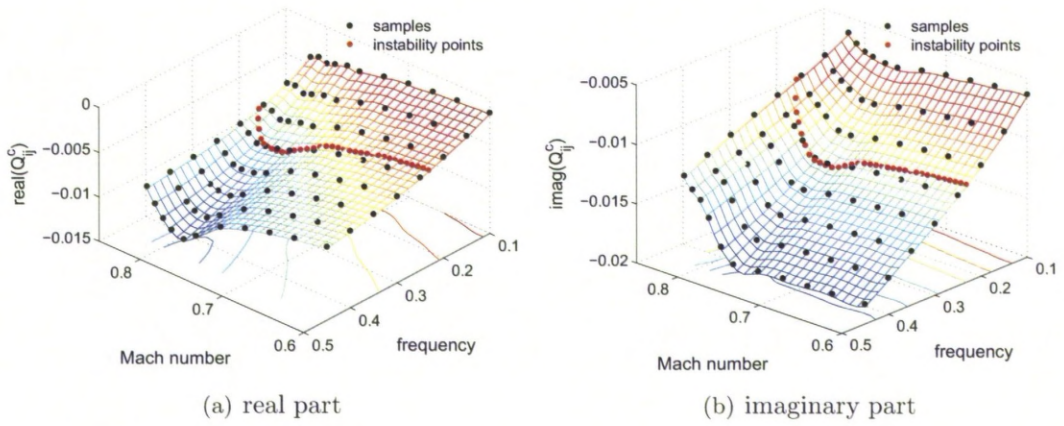 samples
instability points
0
−0.005
−0.01
−0.015
real(Q^c_ij)
0.8
0.7
0.6
Mach number
0.5
0.4
0.3
0.2
0.1
frequency
(a) real part
samples
instability points
−0.005
−0.01
−0.015
−0.02
imag(Q^c_ij)
0.8
0.7
0.6
Mach number
0.5
0.4
0.3
0.2
0.1
frequency
(b) imaginary part